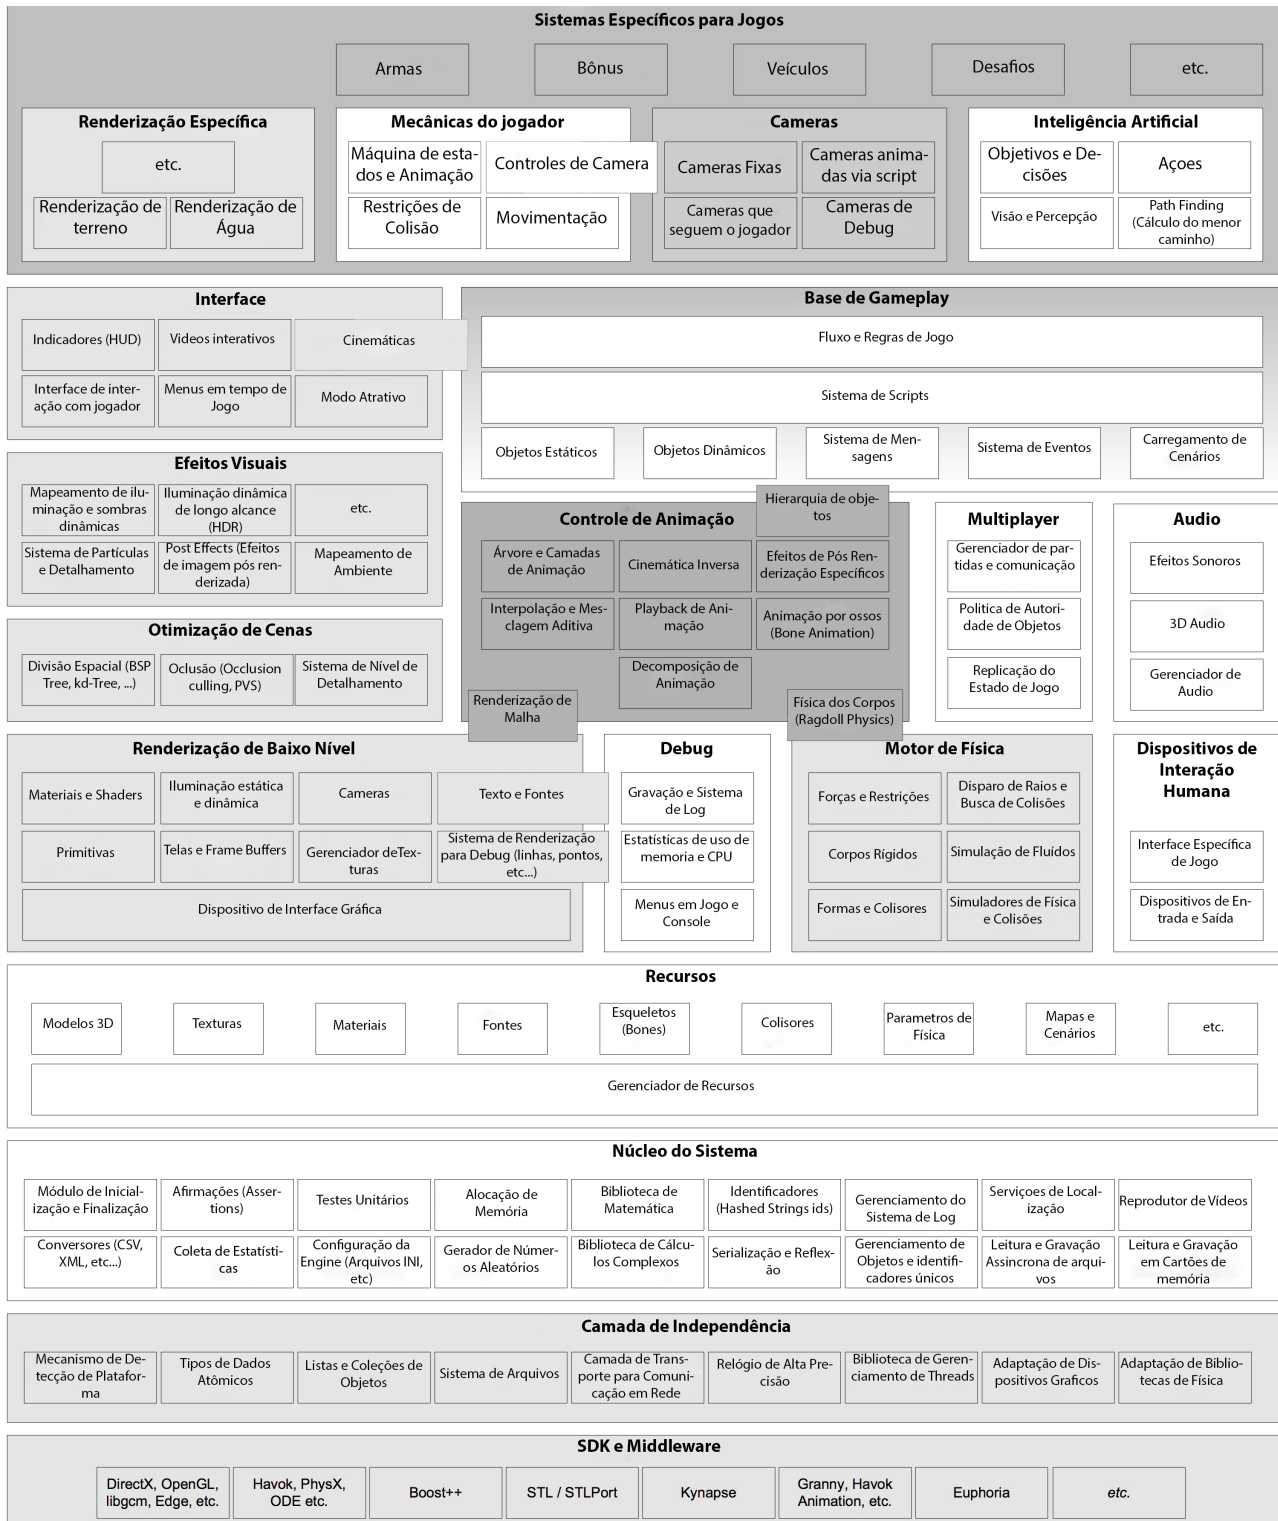 Sistemas Específicos para Jogos
Armas
Bônus
Veículos
Desafios
etc.
Renderização Específica
etc.
Renderização de
terreno
Renderização de
Água
Mecânicas do jogador
Máquina de esta-
dos e Animação
Controles de Camera
Restrições de
Colisão
Movimentação
Cameras
Cameras Fixas
Cameras anima-
das via script
Cameras que
seguem o jogador
Cameras de
Debug
Inteligência Artificial
Objetivos e De-
cisões
Açoes
Visão e Percepção
Path Finding
(Cálculo do menor
caminho)
Interface
Indicadores (HUD)
Videos interativos
Cinemáticas
Interface de inter-
ação com jogador
Menus em tempo de
Jogo
Modo Atrativo
Base de Gameplay
Fluxo e Regras de Jogo
Sistema de Scripts
Objetos Estáticos
Objetos Dinâmicos
Sistema de Men-
sagens
Sistema de Eventos
Carregamento de
Cenários
Efeitos Visuais
Mapeamento de ilu-
minação e sombras
dinâmicas
Iluminação dinâmica
de longo alcance
(HDR)
etc.
Sistema de Partículas
e Detalhamento
Post Effects (Efeitos
de imagem pós ren-
derizada)
Mapeamento de
Ambiente
Hierarquia de obje-
tos
Controle de Animação
Árvore e Camadas
de Animação
Cinemática Inversa
Efeitos de Pós Ren-
derização Específicos
Interpolação e Mes-
clagem Aditiva
Playback de Ani-
mação
Animação por ossos
(Bone Animation)
Decomposição de
Animação
Renderização de
Malha
Física dos Corpos
(Ragdoll Physics)
Multiplayer
Gerenciador de par-
tidas e comunicação
Politica de Autori-
dade de Objetos
Replicação do
Estado de Jogo
Audio
Efeitos Sonoros
3D Audio
Gerenciador de
Audio
Otimização de Cenas
Divisão Espacial (BSP
Tree, kd-Tree, ...)
Oclusão (Occlusion
culling, PVS)
Sistema de Nível de
Detalhamento
Renderização de Baixo Nível
Materiais e Shaders
Iluminação estática
e dinâmica
Cameras
Texto e Fontes
Primitivas
Telas e Frame Buffers
Gerenciador deTex-
turas
Sistema de Renderização
para Debug (linhas, pontos,
etc...)
Dispositivo de Interface Gráfica
Debug
Gravação e Sistema
de Log
Estatísticas de uso de
memoria e CPU
Menus em Jogo e
Console
Motor de Física
Forças e Restrições
Disparo de Raios e
Busca de Colisões
Corpos Rígidos
Simulação de Fluídos
Formas e Colisores
Simuladores de Física
e Colisões
Dispositivos de
Interação
Humana
Interface Específica
de Jogo
Dispositivos de En-
trada e Saída
Recursos
Modelos 3D
Texturas
Materiais
Fontes
Esqueletos
(Bones)
Colisores
Parametros de
Física
Mapas e
Cenários
etc.
Gerenciador de Recursos
Núcleo do Sistema
Módulo de Inicial-
ização e Finalização
Afirmações (Asser-
tions)
Testes Unitários
Alocação de
Memória
Biblioteca de
Matemática
Identificadores
(Hashed Strings ids)
Gerenciamento do
Sistema de Log
Serviçoes de Local-
ização
Reprodutor de Vídeos
Conversores (CSV,
XML, etc...)
Coleta de Estatísti-
cas
Configuração da
Engine (Arquivos INI,
etc)
Gerador de Númer-
os Aleatórios
Biblioteca de Cálcu-
los Complexos
Serialização e Reflex-
ão
Gerenciamento de
Objetos e identifi-
cadores únicos
Leitura e Gravação
Assincrona de arqui-
vos
Leitura e Gravação
em Cartões de
memória
Camada de Independência
Mecanismo de De-
tecção de Platafor-
ma
Tipos de Dados
Atômicos
Listas e Coleções de
Objetos
Sistema de Arquivos
Camada de Trans-
porte para Comuni-
cação em Rede
Relógio de Alta Pre-
cisão
Biblioteca de Geren-
ciamento de Threads
Adaptação de Dis-
positivos Graficos
Adaptação de Biblio-
tecas de Física
SDK e Middleware
DirectX, OpenGL,
libgcm, Edge, etc.
Havok, PhysX,
ODE etc.
Boost++
STL / STLPort
Kynapse
Granny, Havok
Animation, etc.
Euphoria
etc.